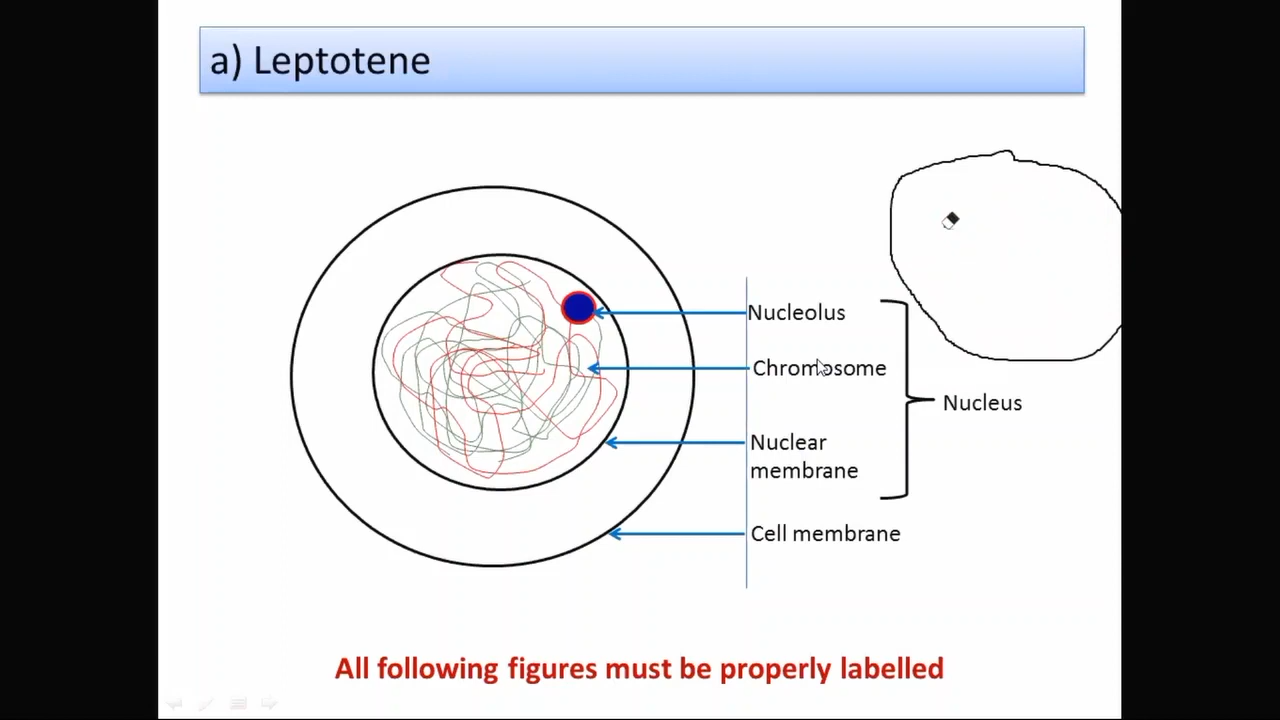 a) Leptotene
Nucleolus
Chromosome
Nuclear
membrane
Nucleus
Cell membrane
All following figures must be properly labelled